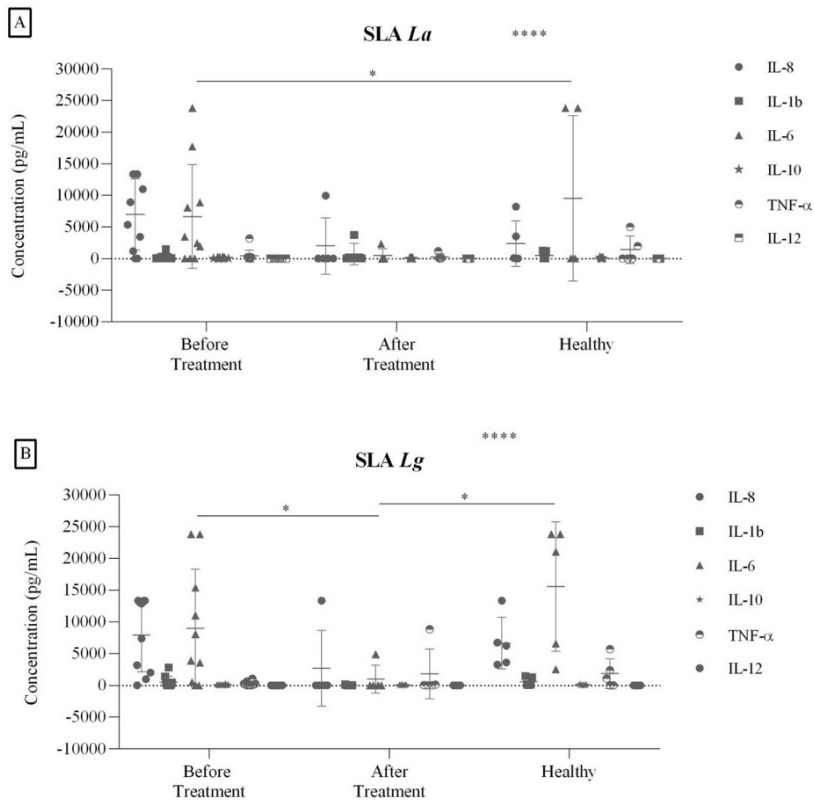 A
SLA La
****
*
30000
25000
20000
15000
10000
5000
0
-5000
-10000
Concentration (pg/mL)
Before
Treatment
After
Treatment
Healthy
IL-8
IL-1b
IL-6
IL-10
TNF-α
IL-12
B
****
SLA Lg
*
*
30000
25000
20000
15000
10000
5000
0
-5000
-10000
Concentration (pg/mL)
Before
Treatment
After
Treatment
Healthy
IL-8
IL-1b
IL-6
IL-10
TNF-α
IL-12